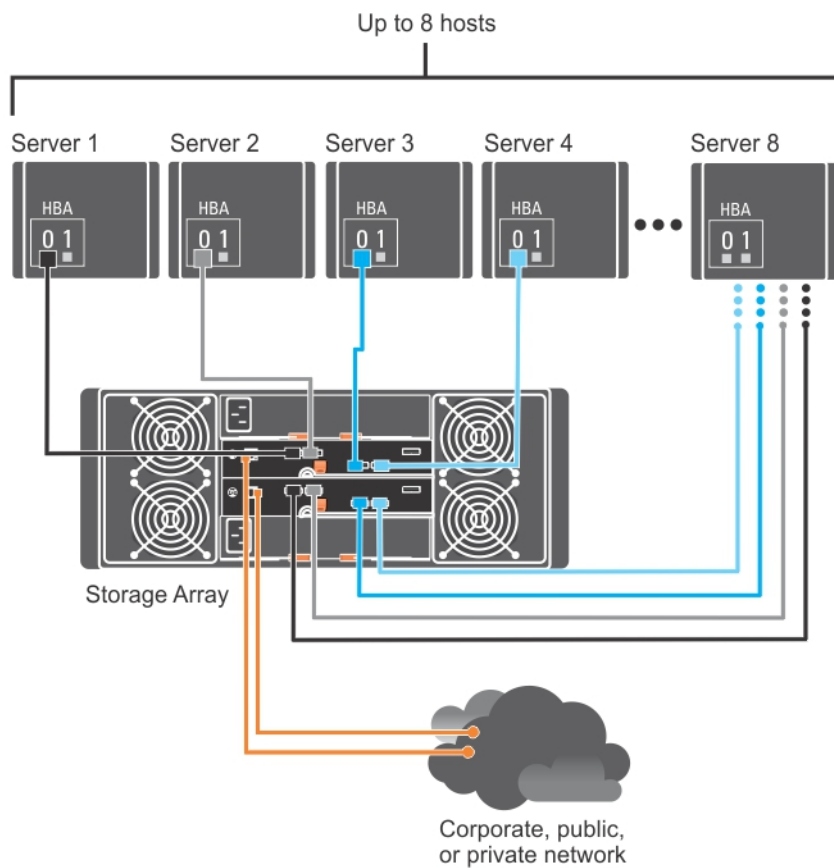 Up to 8 hosts
Server 1
Server 2
Server 3
Server 4
Server 8
HBA
0 1
HBA
0 1
HBA
0 1
HBA
0 1
HBA
0 1
Storage Array
Corporate, public,
or private network